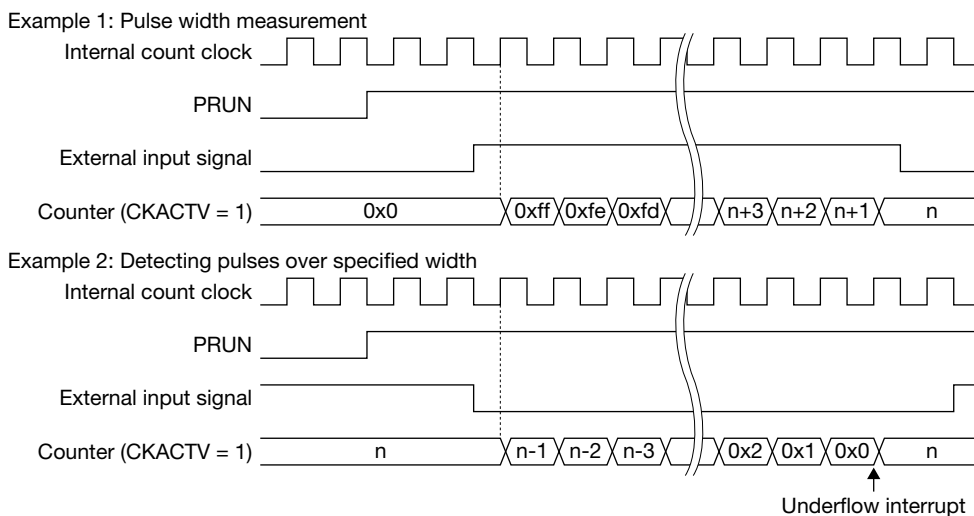 Example 1: Pulse width measurement
Internal count clock
PRUN
External input signal
Counter (CKACTV = 1) 0x0 0xff 0xfe 0xfd n+3 n+2 n+1 n
Example 2: Detecting pulses over specified width
Internal count clock
PRUN
External input signal
Counter (CKACTV = 1) n n-1 n-2 n-3 0x2 0x1 0x0 n
Underflow interrupt